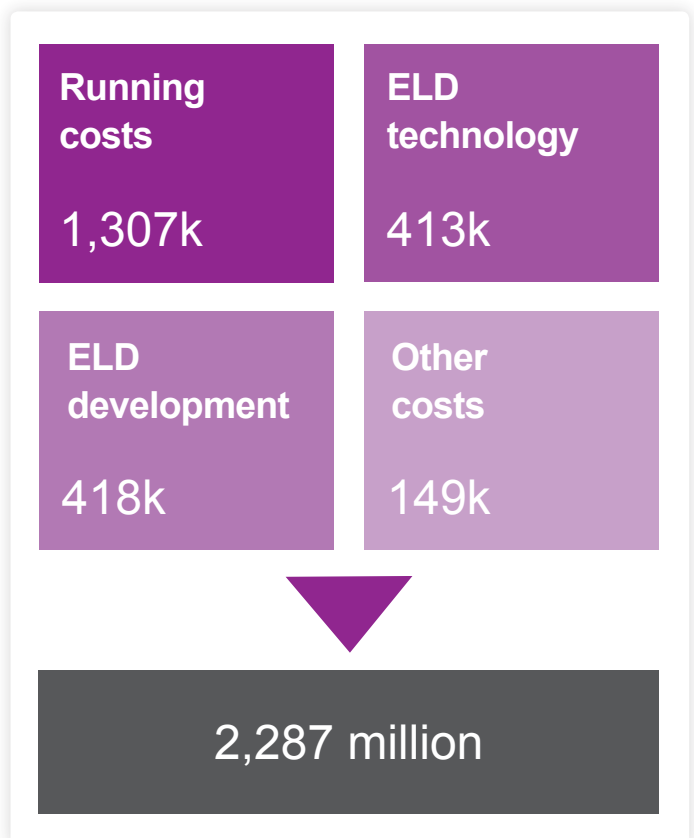 Running
costs
1,307k
ELD
technology
413k
ELD
development
418k
Other
costs
149k
2,287 million